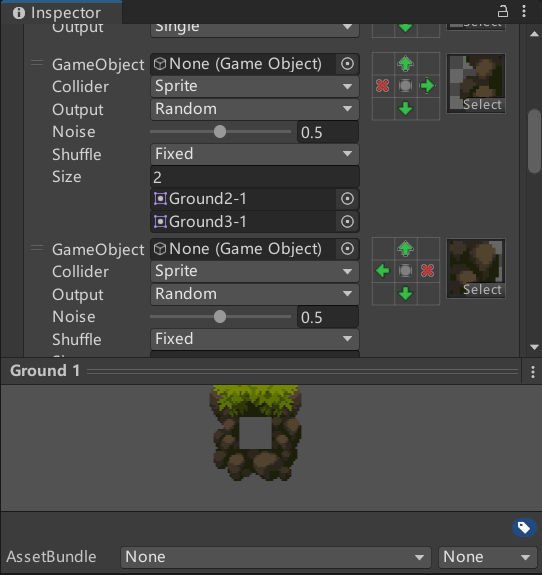 Inspector
Output Single
GameObject None (Game Object)
Collider Sprite
Output Random
Noise 0.5
Shuffle Fixed
Size 2
Ground2-1
Ground3-1
Select
GameObject None (Game Object)
Collider Sprite
Output Random
Noise 0.5
Shuffle Fixed
Select
Ground 1
AssetBundle None None